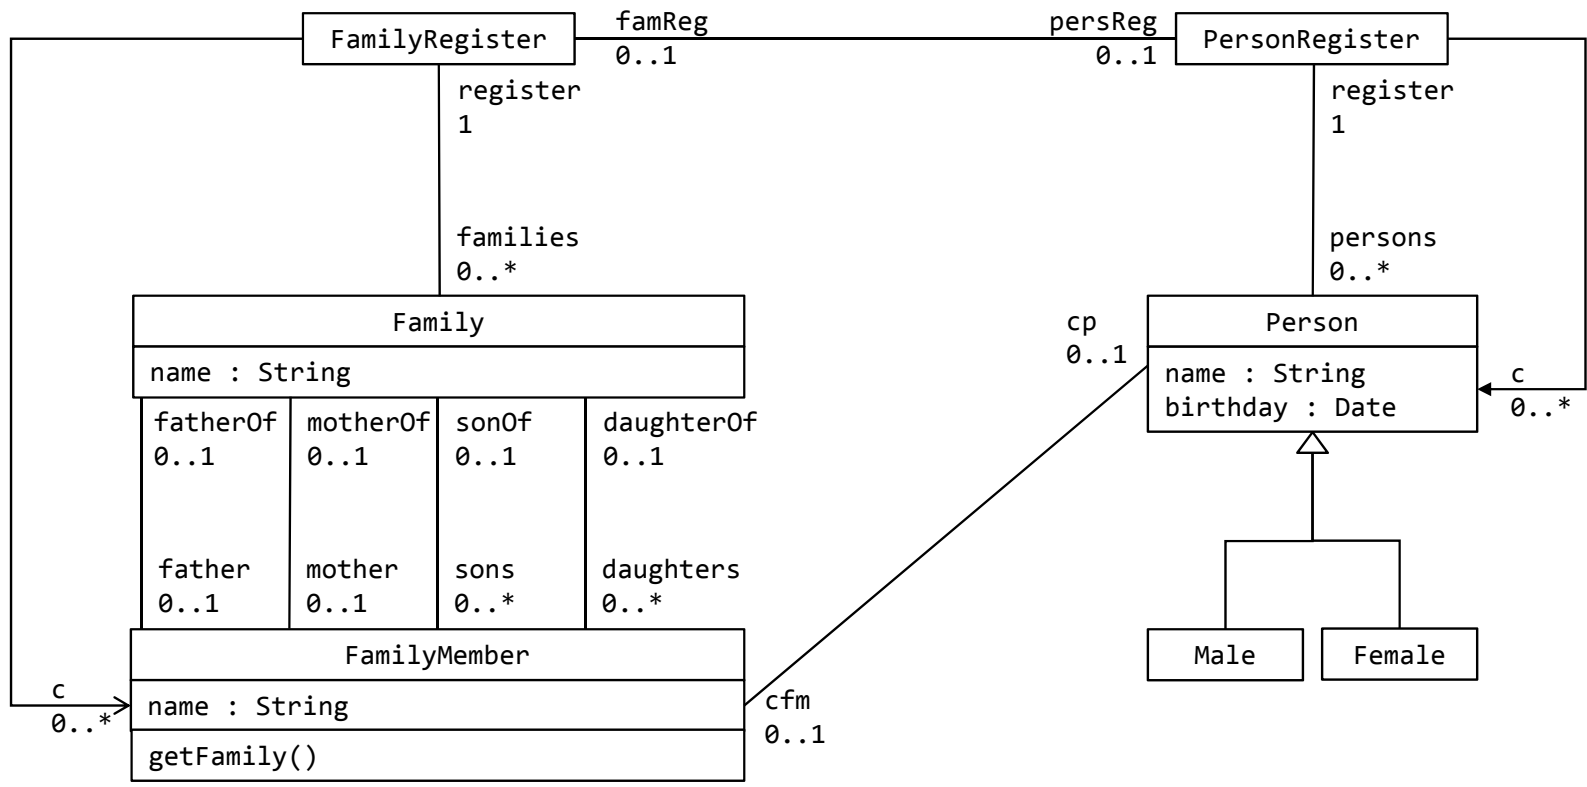 FamilyRegister
famReg
0..1
persReg
0..1
PersonRegister
register
1
register
1
families
0..*
persons
0..*
Family
name : String
cp
0..1
Person
name : String
birthday : Date
c
0..*
fatherOf
0..1
motherOf
0..1
sonOf
0..1
daughterOf
0..1
father
0..1
mother
0..1
sons
0..*
daughters
0..*
FamilyMember
name : String
getFamily()
c
0..*
cfm
0..1
Male
Female